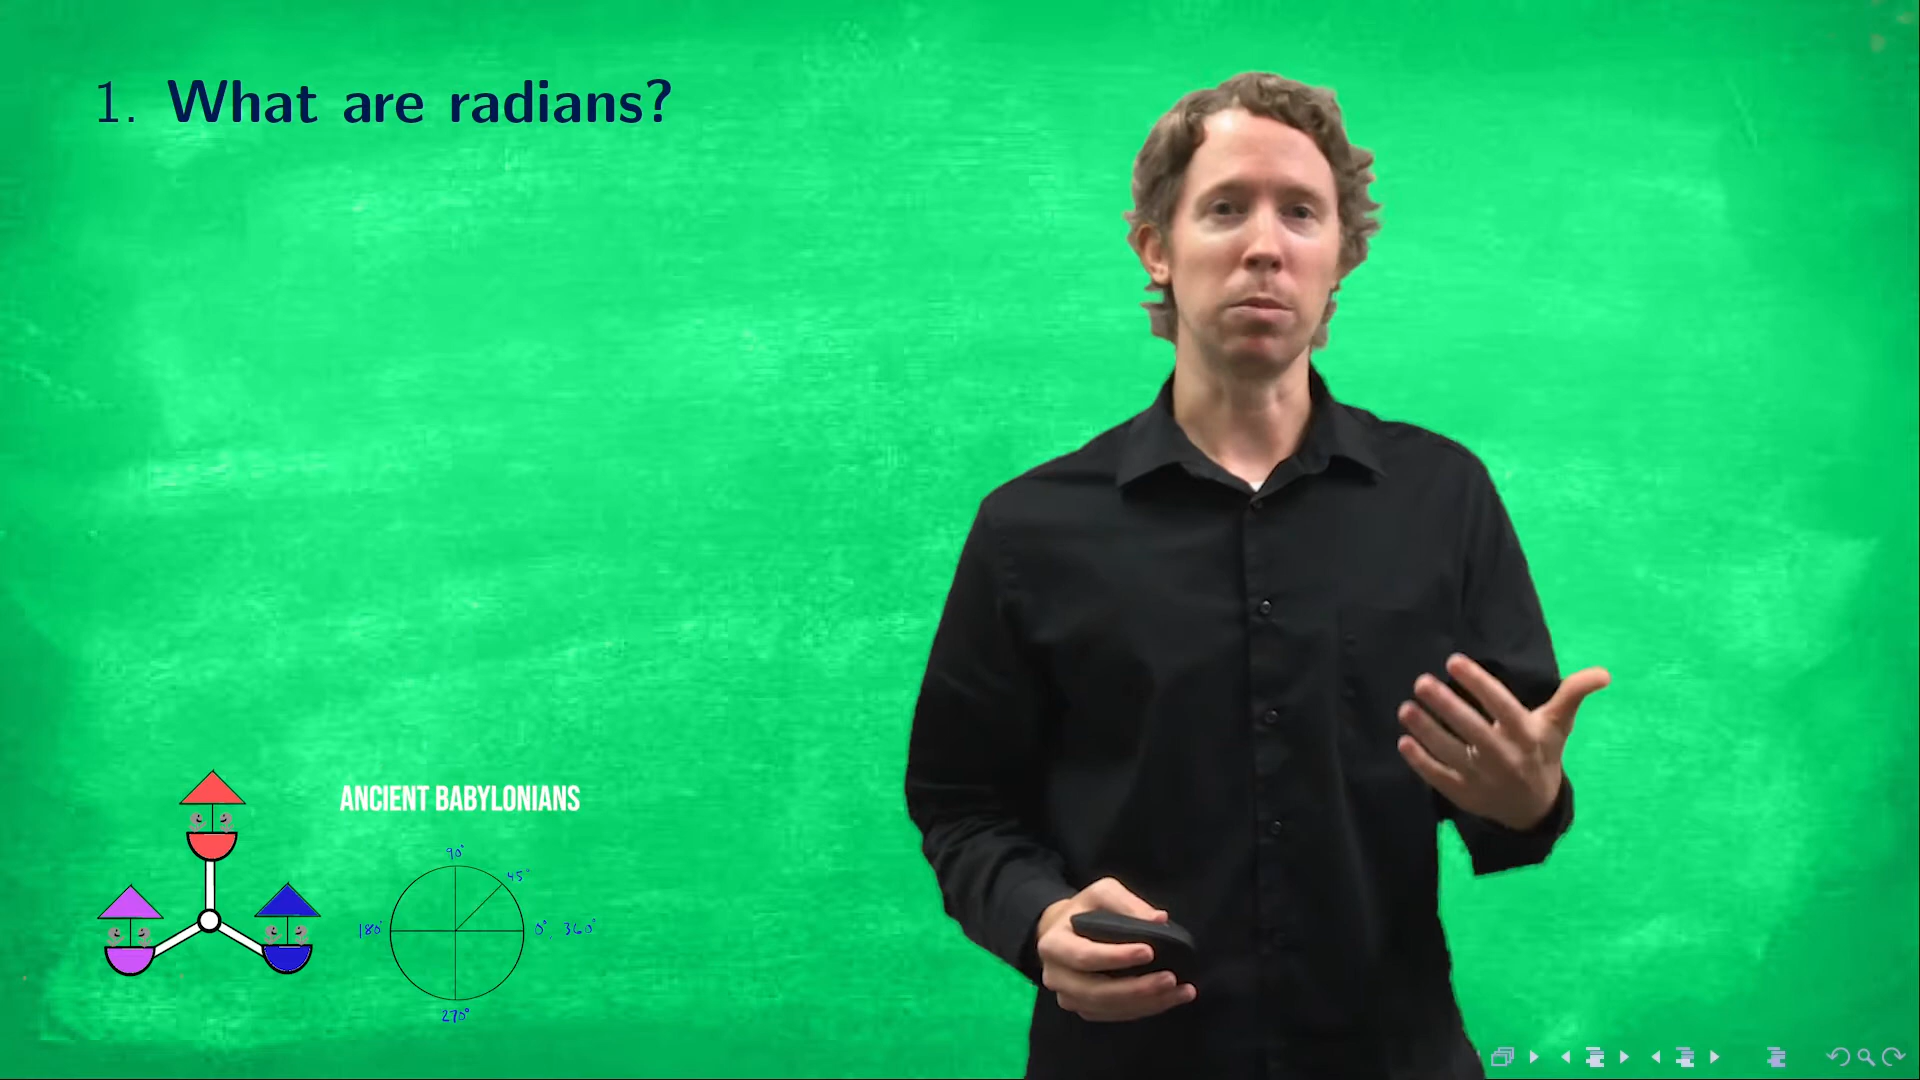 1. What are radians?
ANCIENT BABYLONIANS
90°
45°
180°
0°, 360°
270°